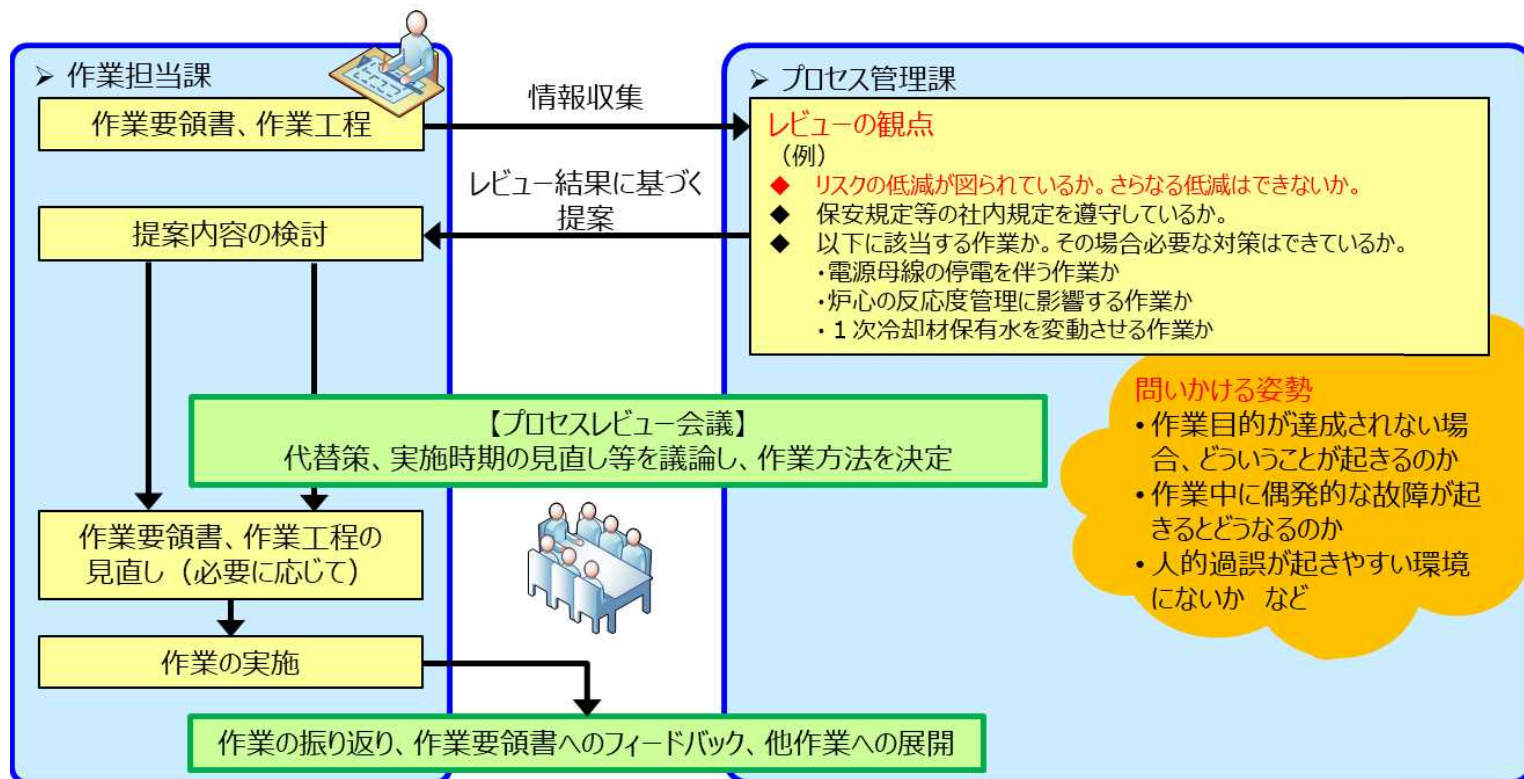 ➢ 作業担当課
作業要領書、作業工程
情報収集
➢ プロセス管理課
レビューの観点
（例）
◆ リスクの低減が図られているか。さらなる低減はできないか。
◆ 保安規定等の社内規定を遵守しているか。
◆ 以下に該当する作業か。その場合必要な対策はできているか。
・電源母線の停電を伴う作業か
・炉心の反応度管理に影響する作業か
・１次冷却材保有水を変動させる作業か
レビュー結果に基づく
提案
提案内容の検討
問いかける姿勢
• 作業目的が達成されない場
合、どういうことが起きるのか
• 作業中に偶発的な故障が起
きるとどうなるのか
• 人的過誤が起きやすい環境
にないか など
【プロセスレビュー会議】
代替策、実施時期の見直し等を議論し、作業方法を決定
作業要領書、作業工程の
見直し（必要に応じて）
作業の実施
作業の振り返り、作業要領書へのフィードバック、他作業への展開